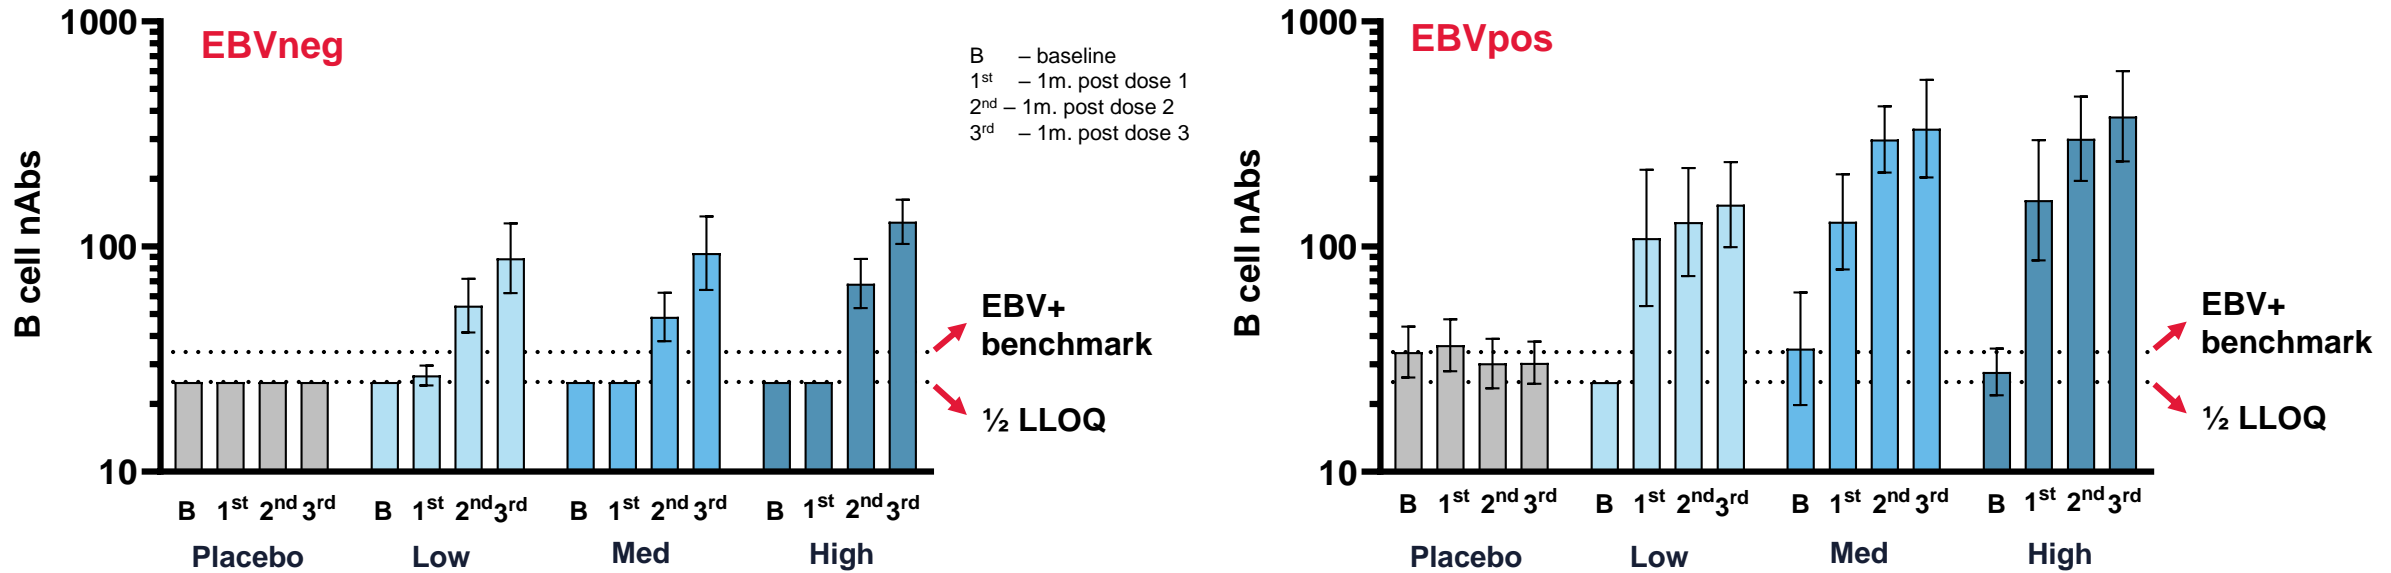 EBVneg
1000
100
10
B cell nAbs
B – baseline
1st – 1m. post dose 1
2nd – 1m. post dose 2
3rd – 1m. post dose 3
EBV+
benchmark
½ LLOQ
B 1st 2nd 3rd B 1st 2nd 3rd B 1st 2nd 3rd B 1st 2nd 3rd
Placebo Low Med High
EBVpos
1000
100
10
B cell nAbs
EBV+
benchmark
½ LLOQ
B 1st 2nd 3rd B 1st 2nd 3rd B 1st 2nd 3rd B 1st 2nd 3rd
Placebo Low Med High